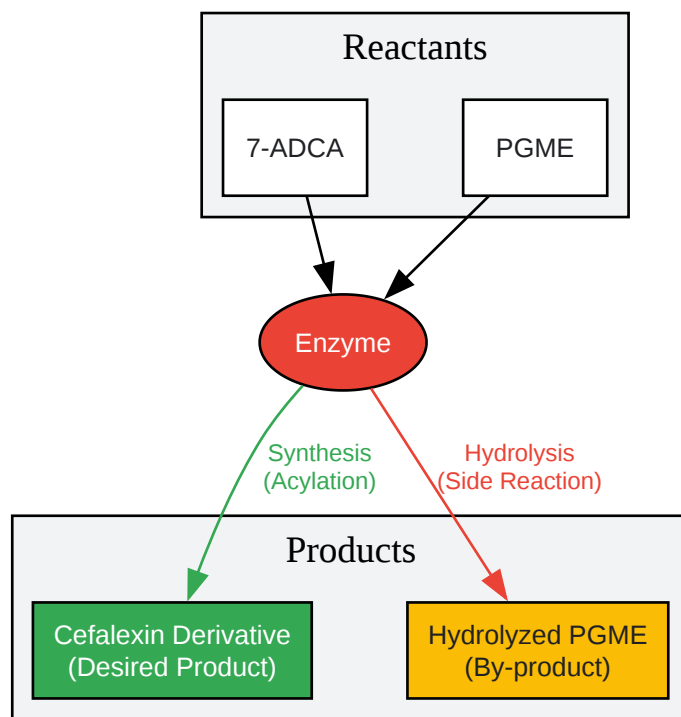 Reactants
7-ADCA
PGME
Enzyme
Synthesis
(Acylation)
Hydrolysis
(Side Reaction)
Products
Cefalexin Derivative
(Desired Product)
Hydrolyzed PGME
(By-product)